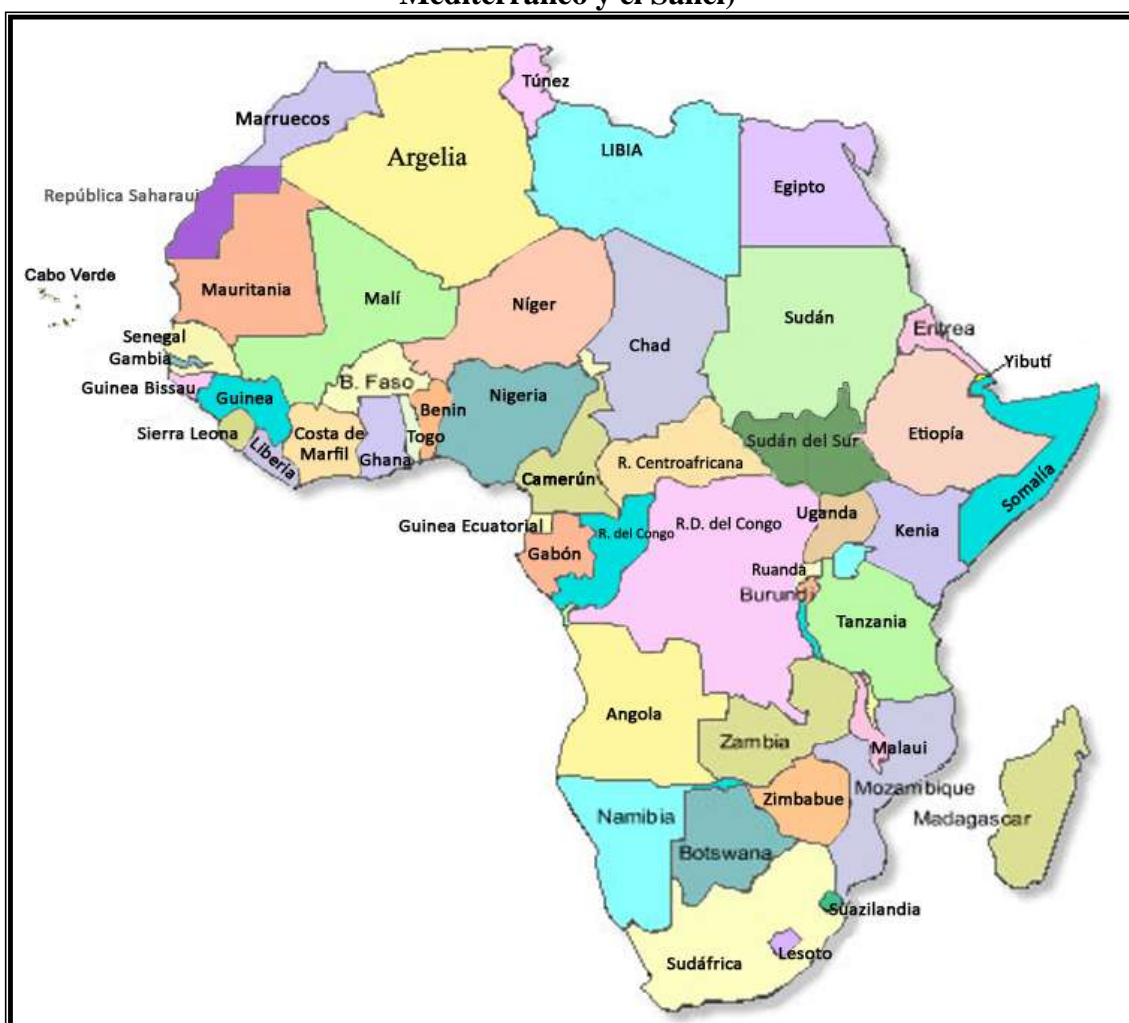 Mediterráneo y el Sahel)
Túnez
Marruecos
Argelia
LIBIA
Egipto
República Saharaui
Cabo Verde
Mauritania
Malí
Níger
Chad
Sudán
Eritrea
Yibutí
Senegal
Gambia
Guinea Bissau
Guinea
B. Faso
Benin
Nigeria
Sierra Leona
Liberia
Costa de
Marfil
Ghana
Togo
Camerún
R. Centroafricana
Sudán del Sur
Etiopía
Somalía
Guinea Ecuatorial
Gabón
R. del Congo
R.D. del Congo
Uganda
Kenia
Ruanda
Burundi
Tanzania
Angola
Zambia
Malaui
Mozambique
Zimbabue
Madagascar
Namibia
Botswana
Suazilandia
Lesoto
Sudáfrica